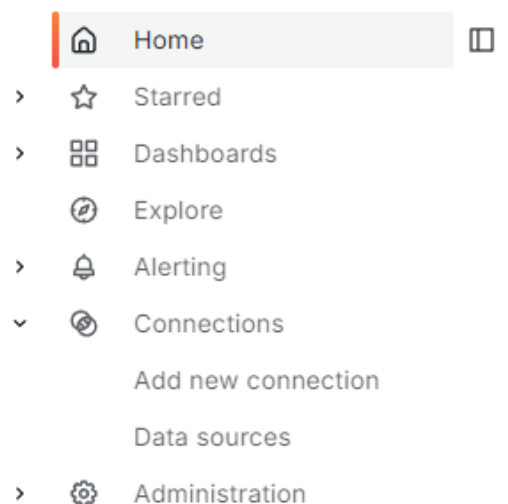 Home
Starred
Dashboards
Explore
Alerting
Connections
Add new connection
Data sources
Administration